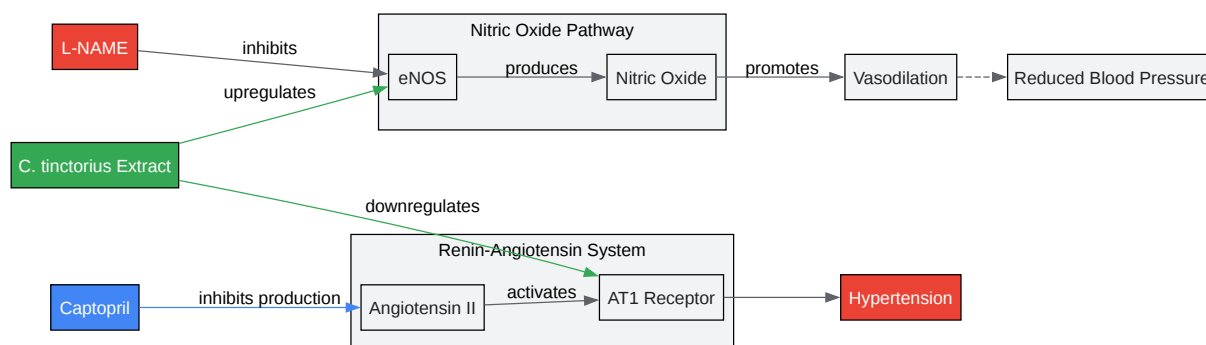 Nitric Oxide Pathway
L-NAME
inhibits
eNOS
produces
Nitric Oxide
promotes
Vasodilation
Reduced Blood Pressure
upregulates
C. tinctorius Extract
downregulates
Renin-Angiotensin System
Captopril
inhibits production
Angiotensin II
activates
AT1 Receptor
Hypertension